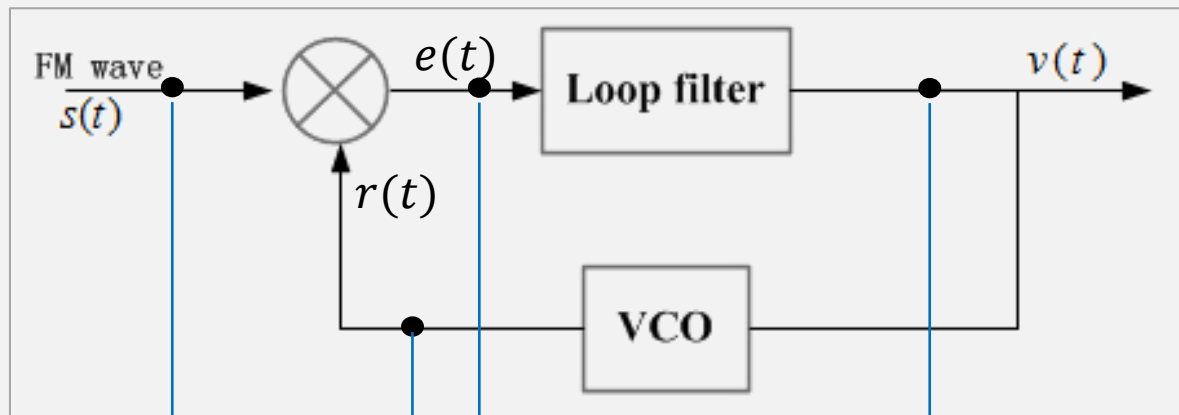 FM wave
s(t)
e(t)
Loop filter
v(t)
r(t)
VCO